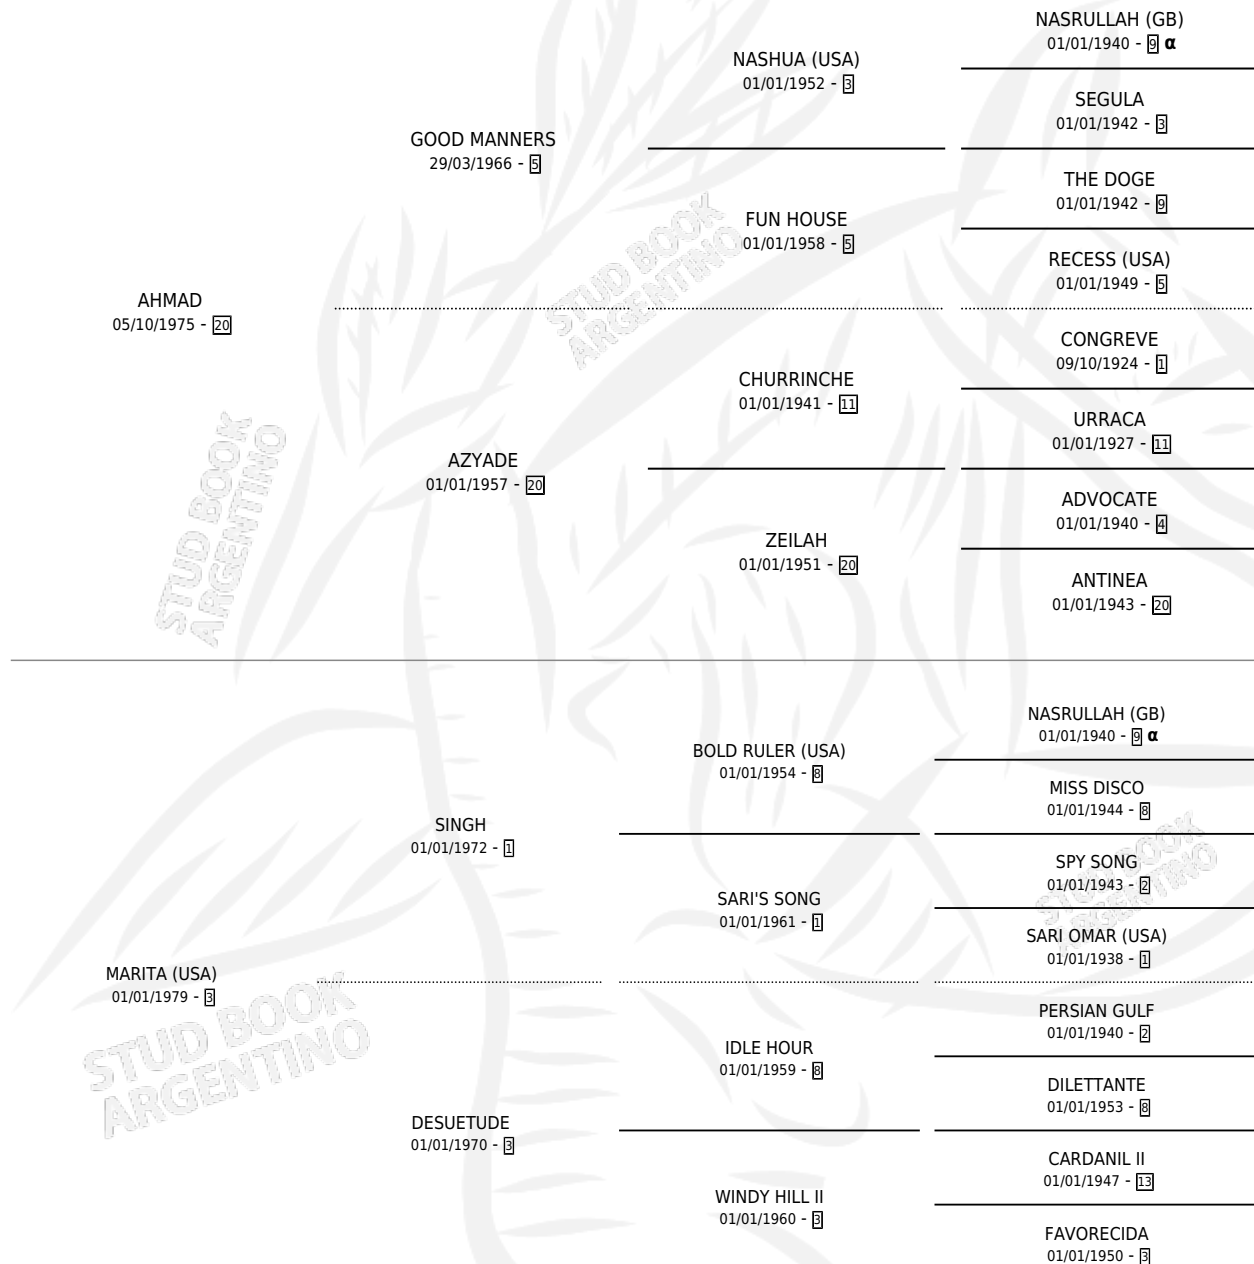 NASRULLAH (GB)
01/01/1940 - 9 α
NASHUA (USA)
01/01/1952 - 3
SEGULA
01/01/1942 - 3
GOOD MANNERS
29/03/1966 - 5
THE DOGE
01/01/1942 - 9
FUN HOUSE
01/01/1958 - 5
RECESS (USA)
01/01/1949 - 5
AHMAD
05/10/1975 - 20
CONGREVE
09/10/1924 - 1
CHURRINCHE
01/01/1941 - 11
URRACA
01/01/1927 - 11
AZYADE
01/01/1957 - 20
ADVOCATE
01/01/1940 - 4
ZEILAH
01/01/1951 - 20
ANTINEA
01/01/1943 - 20
STUD BOOK
ARGENTINO
STUD BOOK
ARGENTINO
NASRULLAH (GB)
01/01/1940 - 9 α
BOLD RULER (USA)
01/01/1954 - 8
MISS DISCO
01/01/1944 - 8
SINGH
01/01/1972 - 1
SPY SONG
01/01/1943 - 2
SARI'S SONG
01/01/1961 - 1
SARI OMAR (USA)
01/01/1938 - 1
MARITA (USA)
01/01/1979 - 3
PERSIAN GULF
01/01/1940 - 2
IDLE HOUR
01/01/1959 - 8
DILETTANTE
01/01/1953 - 8
DESUETUDE
01/01/1970 - 3
CARDANIL II
01/01/1947 - 13
WINDY HILL II
01/01/1960 - 3
FAVORECIDA
01/01/1950 - 3
STUD BOOK
ARGENTINO
STUD BOOK
ARGENTINO